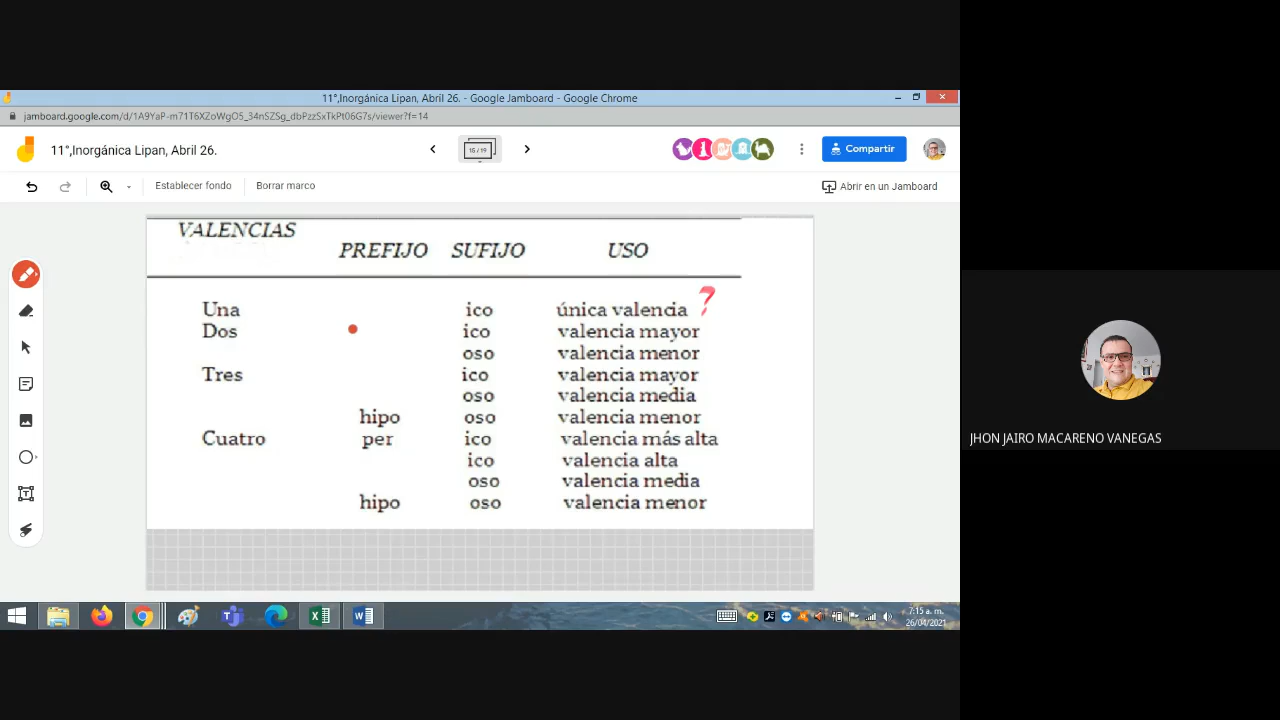 11°,Inorgánica Lipan, Abríl 26. - Google Jamboard - Google Chrome
jamboard.google.com/d/1A9YaP-m71T6XZoWgO5_34nSZSg_dbPzzSxTkPt06G7s/viewer?f=14
11°,Inorgánica Lipan, Abríl 26.
15 / 19
Compartir
Establecer fondo
Borrar marco
Abrir en un Jamboard
VALENCIAS
PREFIJO SUFIJO USO
Una ico única valencia ?
Dos ico valencia mayor
oso valencia menor
Tres ico valencia mayor
oso valencia media
hipo oso valencia menor
Cuatro per ico valencia más alta
ico valencia alta
oso valencia media
hipo oso valencia menor
JHON JAIRO MACARENO VANEGAS
7:15 a. m.
26/04/2021